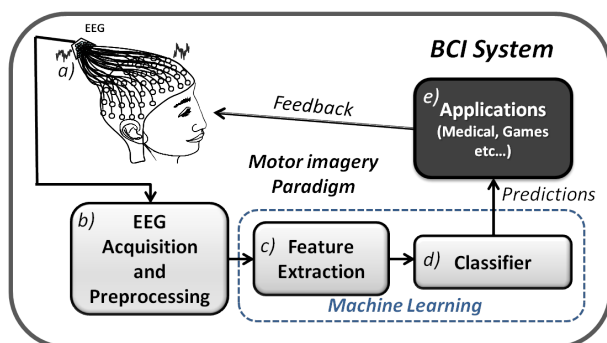 EEG
a)
BCI System
e) Applications
(Medical, Games
etc...)
Feedback
Motor imagery
Paradigm
Predictions
b) EEG
Acquisition
and
Preprocessing
c) Feature
Extraction
d) Classifier
Machine Learning